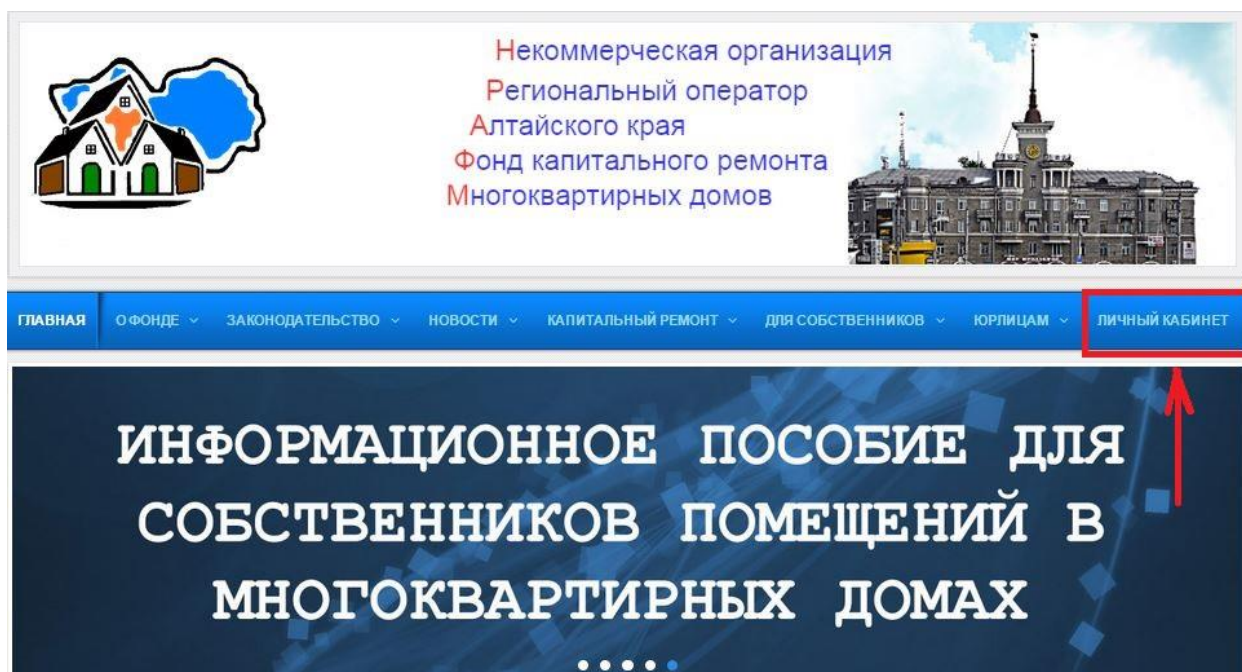 Некоммерческая организация
Региональный оператор
Алтайского края
Фонд капитального ремонта
Многоквартирных домов
ГЛАВНАЯ О ФОНДЕ ЗАКОНОДАТЕЛЬСТВО НОВОСТИ КАПИТАЛЬНЫЙ РЕМОНТ ДЛЯ СОБСТВЕННИКОВ ЮРЛИЦАМ ЛИЧНЫЙ КАБИНЕТ
ИНФОРМАЦИОННОЕ ПОСОБИЕ ДЛЯ
СОБСТВЕННИКОВ ПОМЕЩЕНИЙ В
МНОГОКВАРТИРНЫХ ДОМАХ